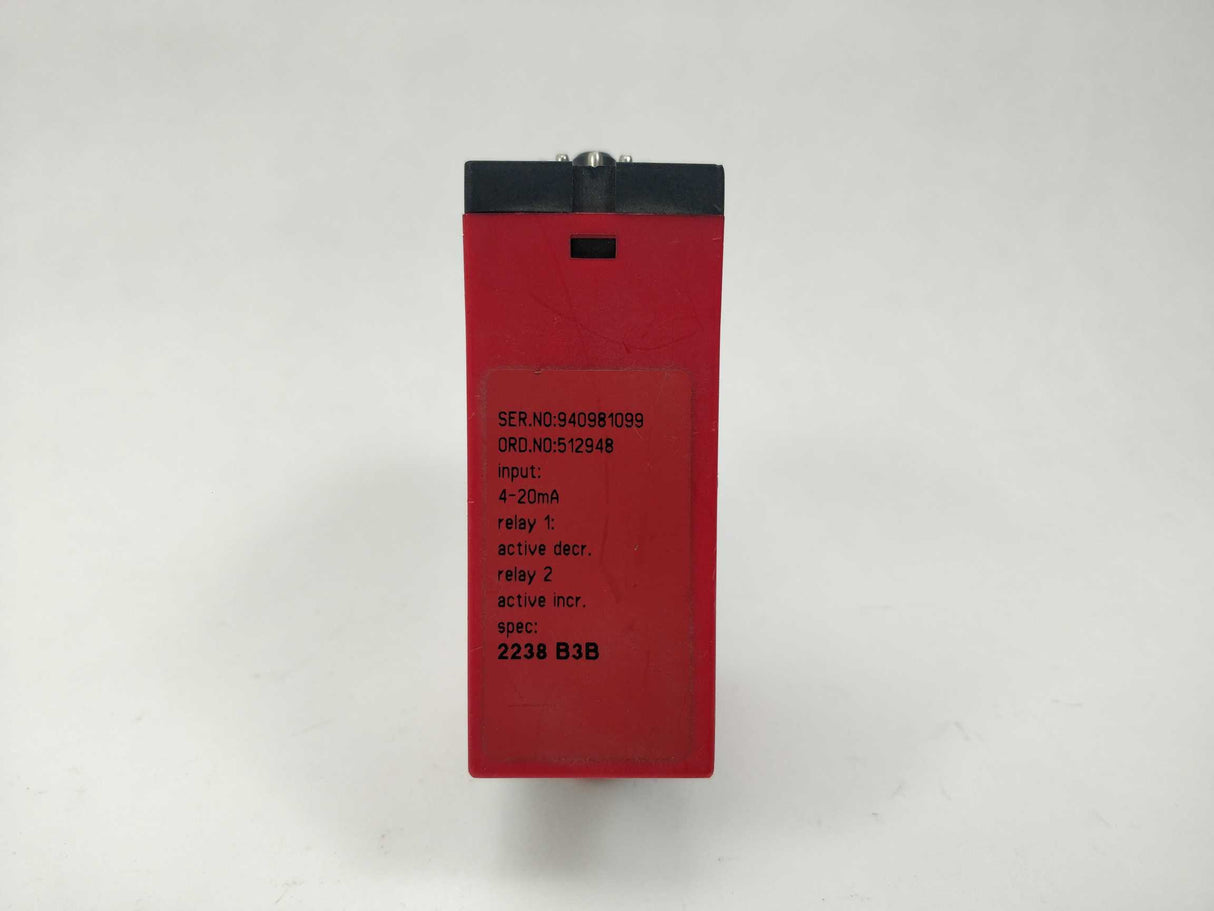 SER.NO:940981099
ORD.NO:512948
input:
4-20mA
relay 1:
active decr.
relay 2
active incr.
spec:
2238 B3B